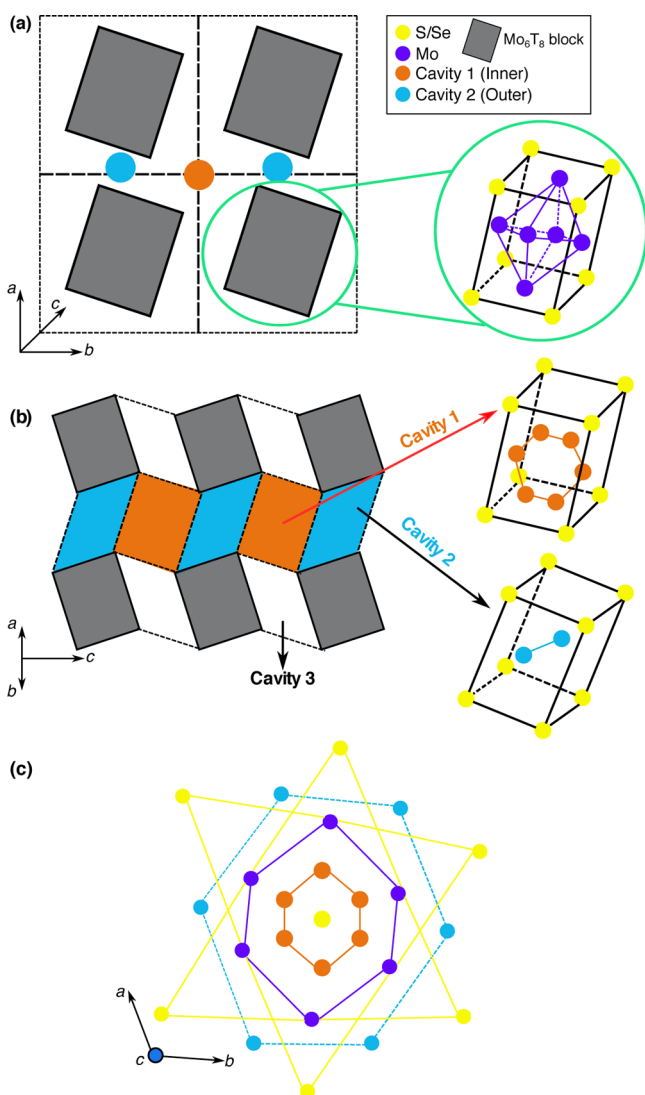 (a)
S/Se
Mo
Mo6T8 block
Cavity 1 (Inner)
Cavity 2 (Outer)
a
c
b
(b)
Cavity 1
Cavity 2
a
c
b
Cavity 3
(c)
a
c
b